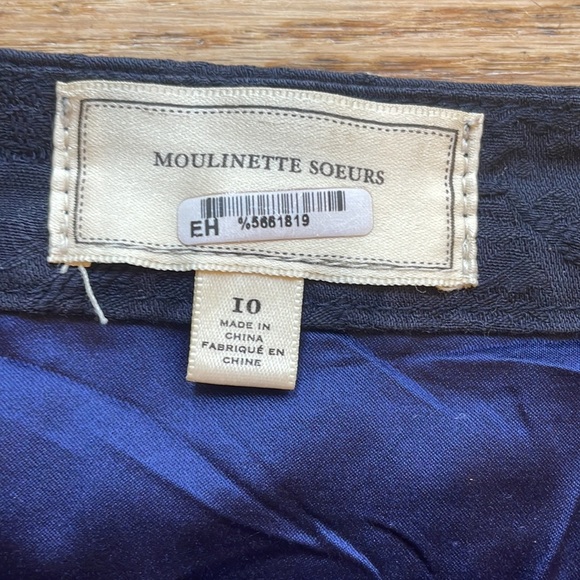 MOULINETTE SOEURS
EH %5661819
10
MADE IN
CHINA
FABRIQUÉ EN
CHINE